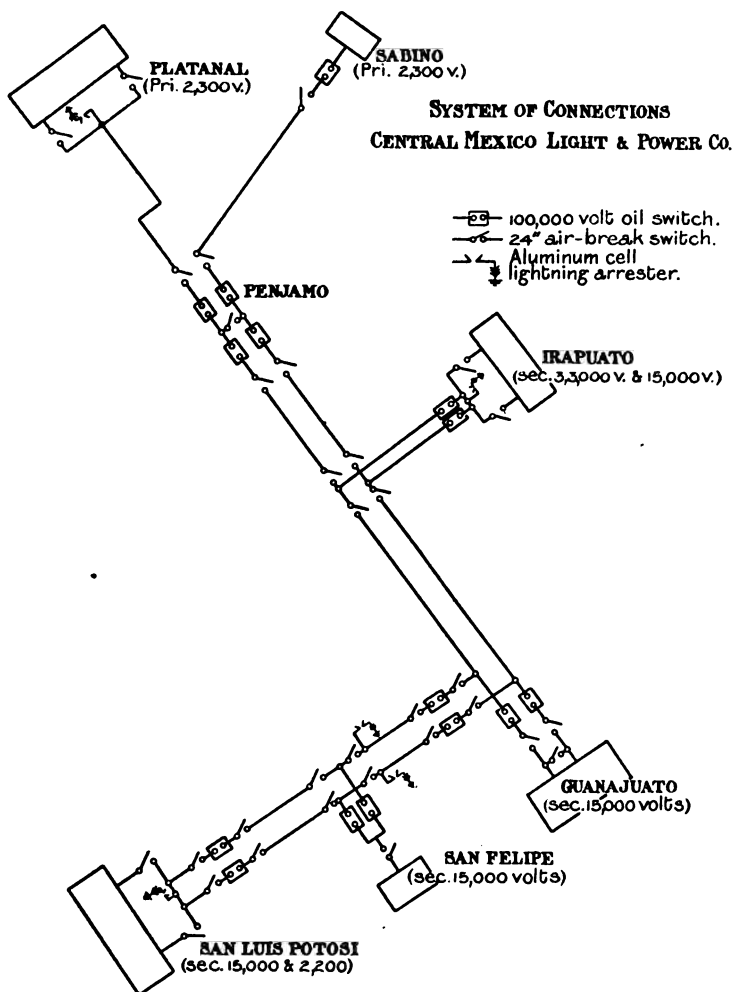 PLATANAL
(Pri. 2,300 v.)
SABINO
(Pri. 2,300 v.)
SYSTEM OF CONNECTIONS
CENTRAL MEXICO LIGHT & POWER CO.
100,000 volt oil switch.
24" air-break switch.
Aluminum cell
lightning arrester.
PENJAMO
IRAPUATO
(sec. 3,3,000 v. & 15,000 v.)
GUANAJUATO
(sec. 15,000 volts)
SAN FELIPE
(sec. 15,000 volts)
SAN LUIS POTOSI
(sec. 15,000 & 2,200)